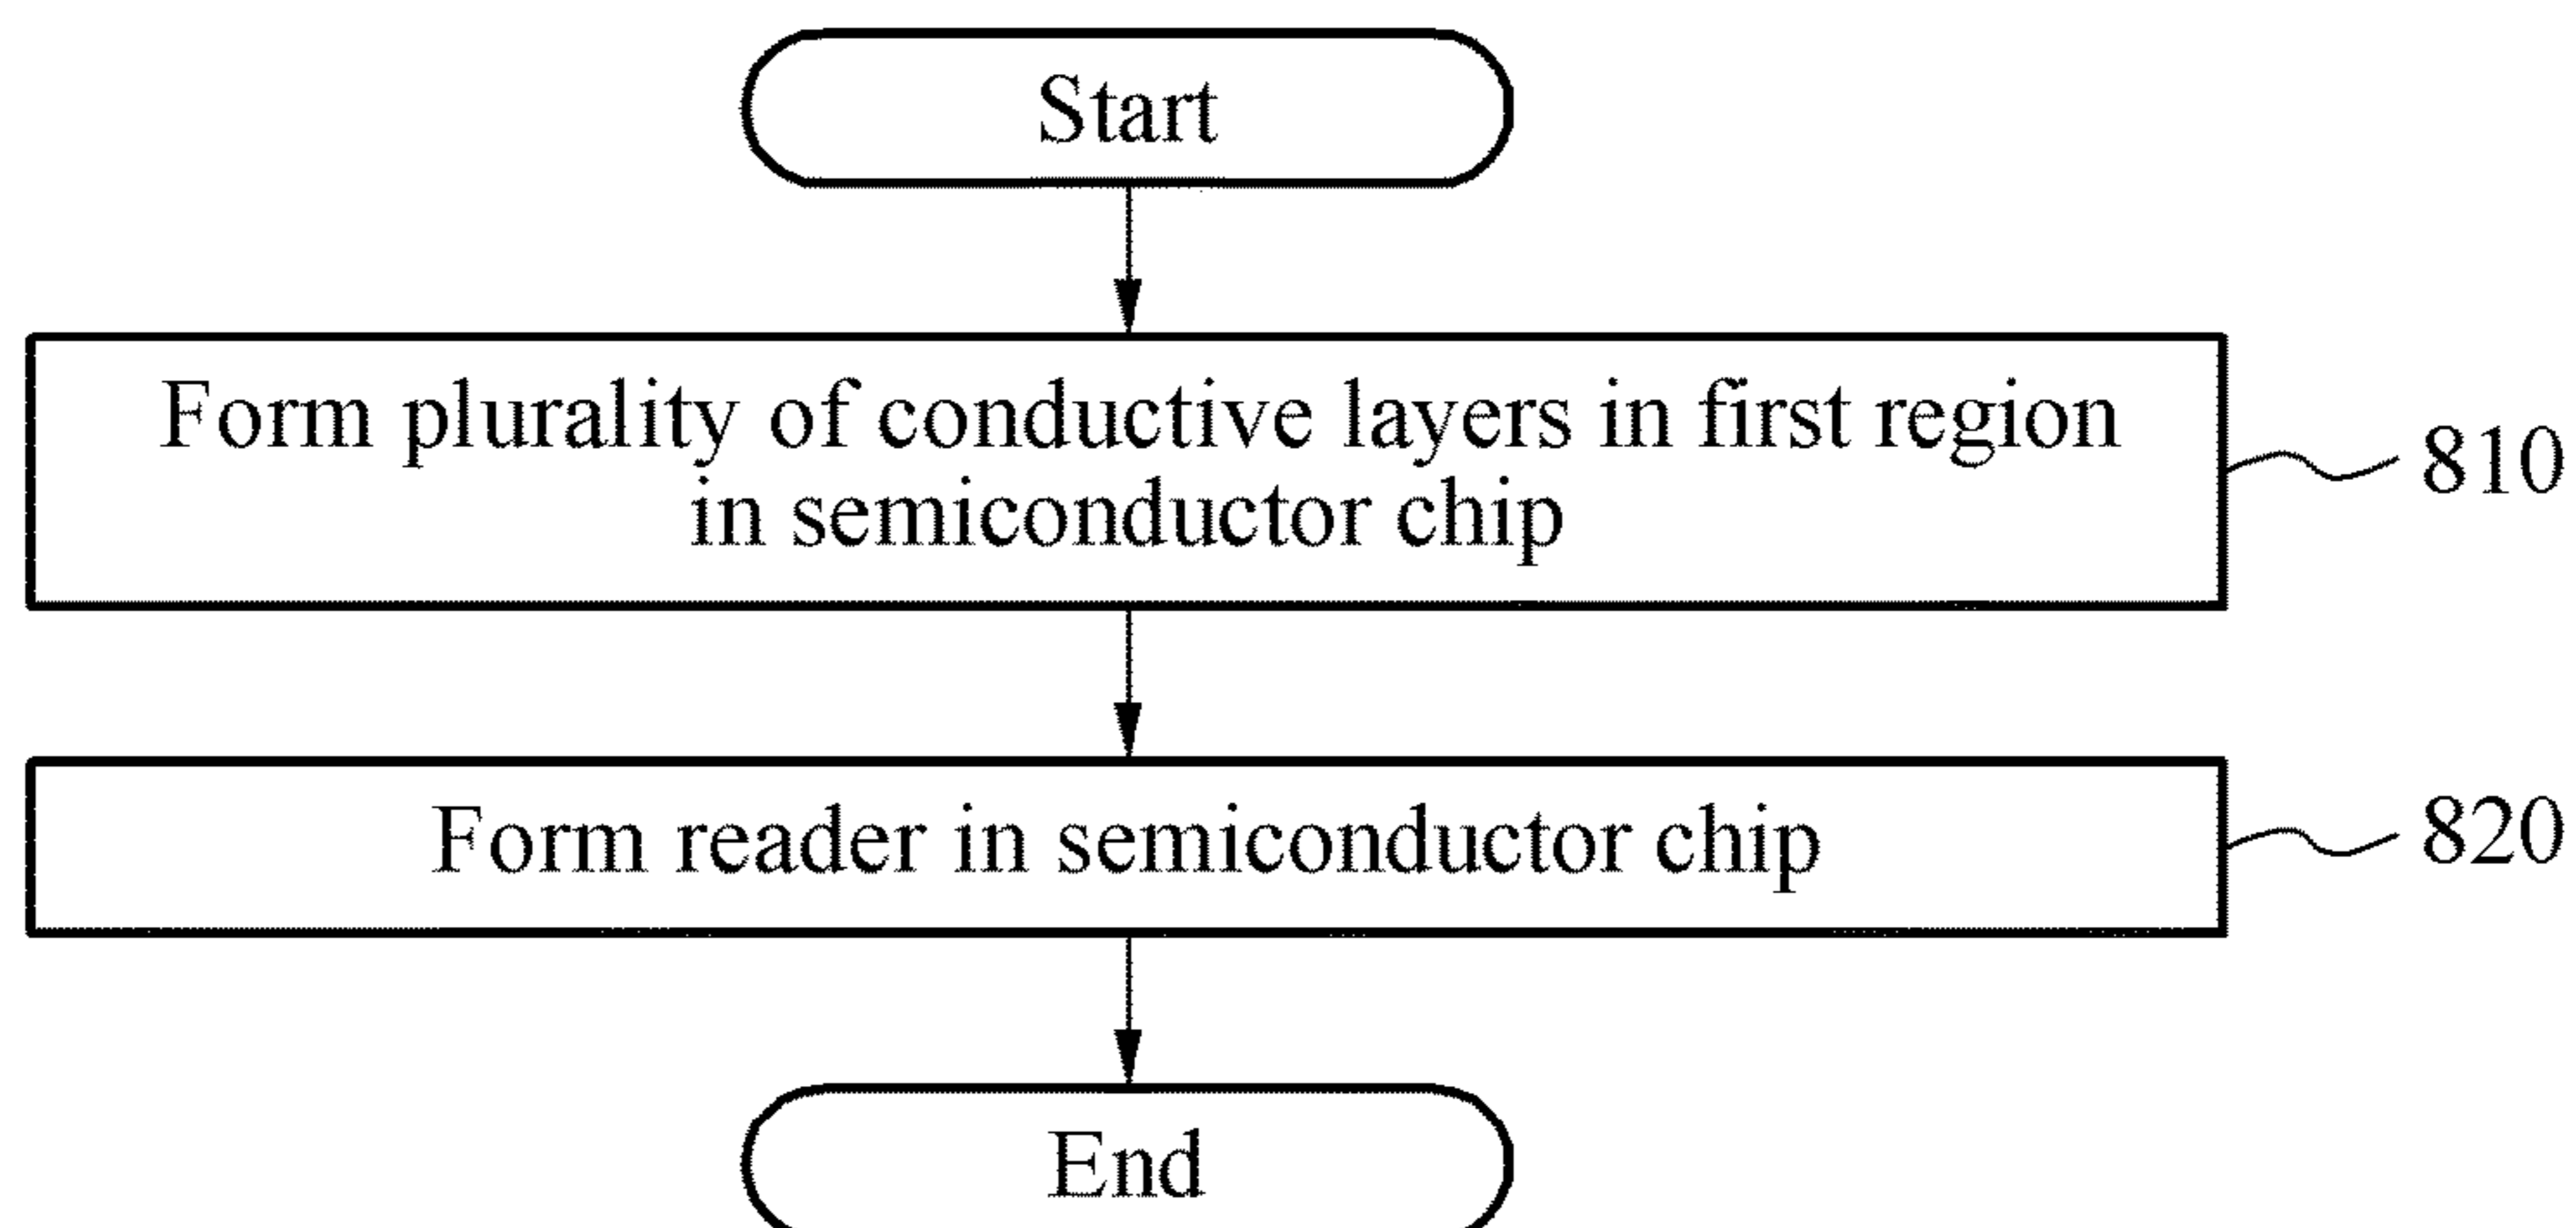 Start
Form plurality of conductive layers in first region
in semiconductor chip
810
Form reader in semiconductor chip
820
End